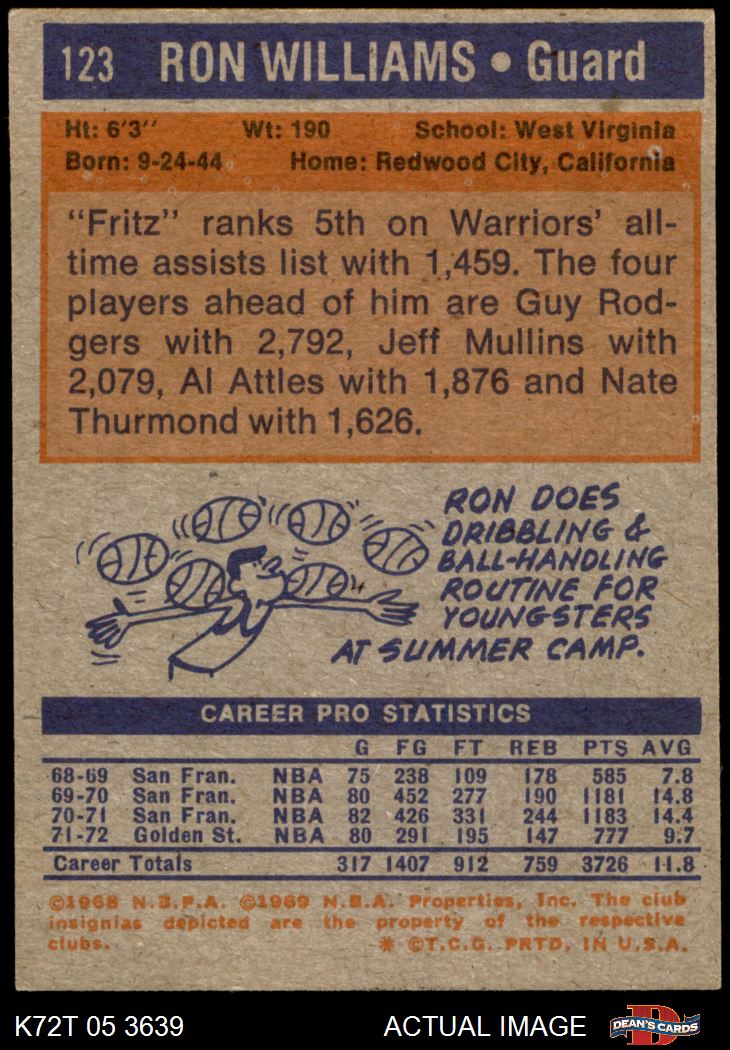 123 RON WILLIAMS • Guard
Ht: 6'3'' Wt: 190 School: West Virginia
Born: 9-24-44 Home: Redwood City, California
"Fritz" ranks 5th on Warriors' all-
time assists list with 1,459. The four
players ahead of him are Guy Rod-
gers with 2,792, Jeff Mullins with
2,079, Al Attles with 1,876 and Nate
Thurmond with 1,626.
RON DOES
DRIBBLING &
BALL-HANDLING
ROUTINE FOR
YOUNGSTERS
AT SUMMER CAMP.
CAREER PRO STATISTICS
G FG FT REB PTS AVG
68-69 San Fran. NBA 75 238 109 178 585 7.8
69-70 San Fran. NBA 80 452 277 190 1181 14.8
70-71 San Fran. NBA 82 426 331 244 1183 14.4
71-72 Golden St. NBA 80 291 195 147 777 9.7
Career Totals 317 1407 912 759 3726 11.8
©1968 N.B.P.A. ©1969 N.B.A. Properties, Inc. The club
insignias depicted are the property of the respective
clubs. * ©T.C.G. PRTD. IN U.S.A.
K72T 05 3639 ACTUAL IMAGE D DEAN'S CARDS